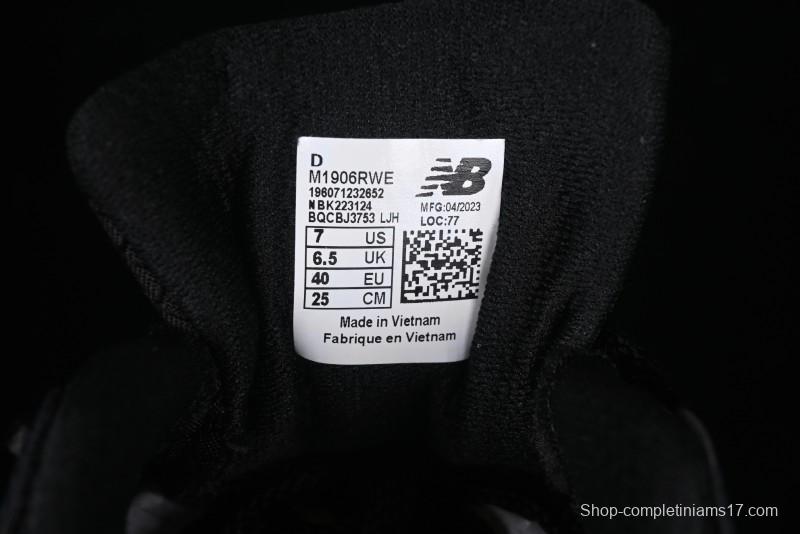 D
M1906RWE
196071232652
NBK223124
BQCBJ3753 LJH
NB
MFG:04/2023
LOC:77
7 US
6.5 UK
40 EU
25 CM
Made in Vietnam
Fabrique en Vietnam
Shop-completiniams17.com